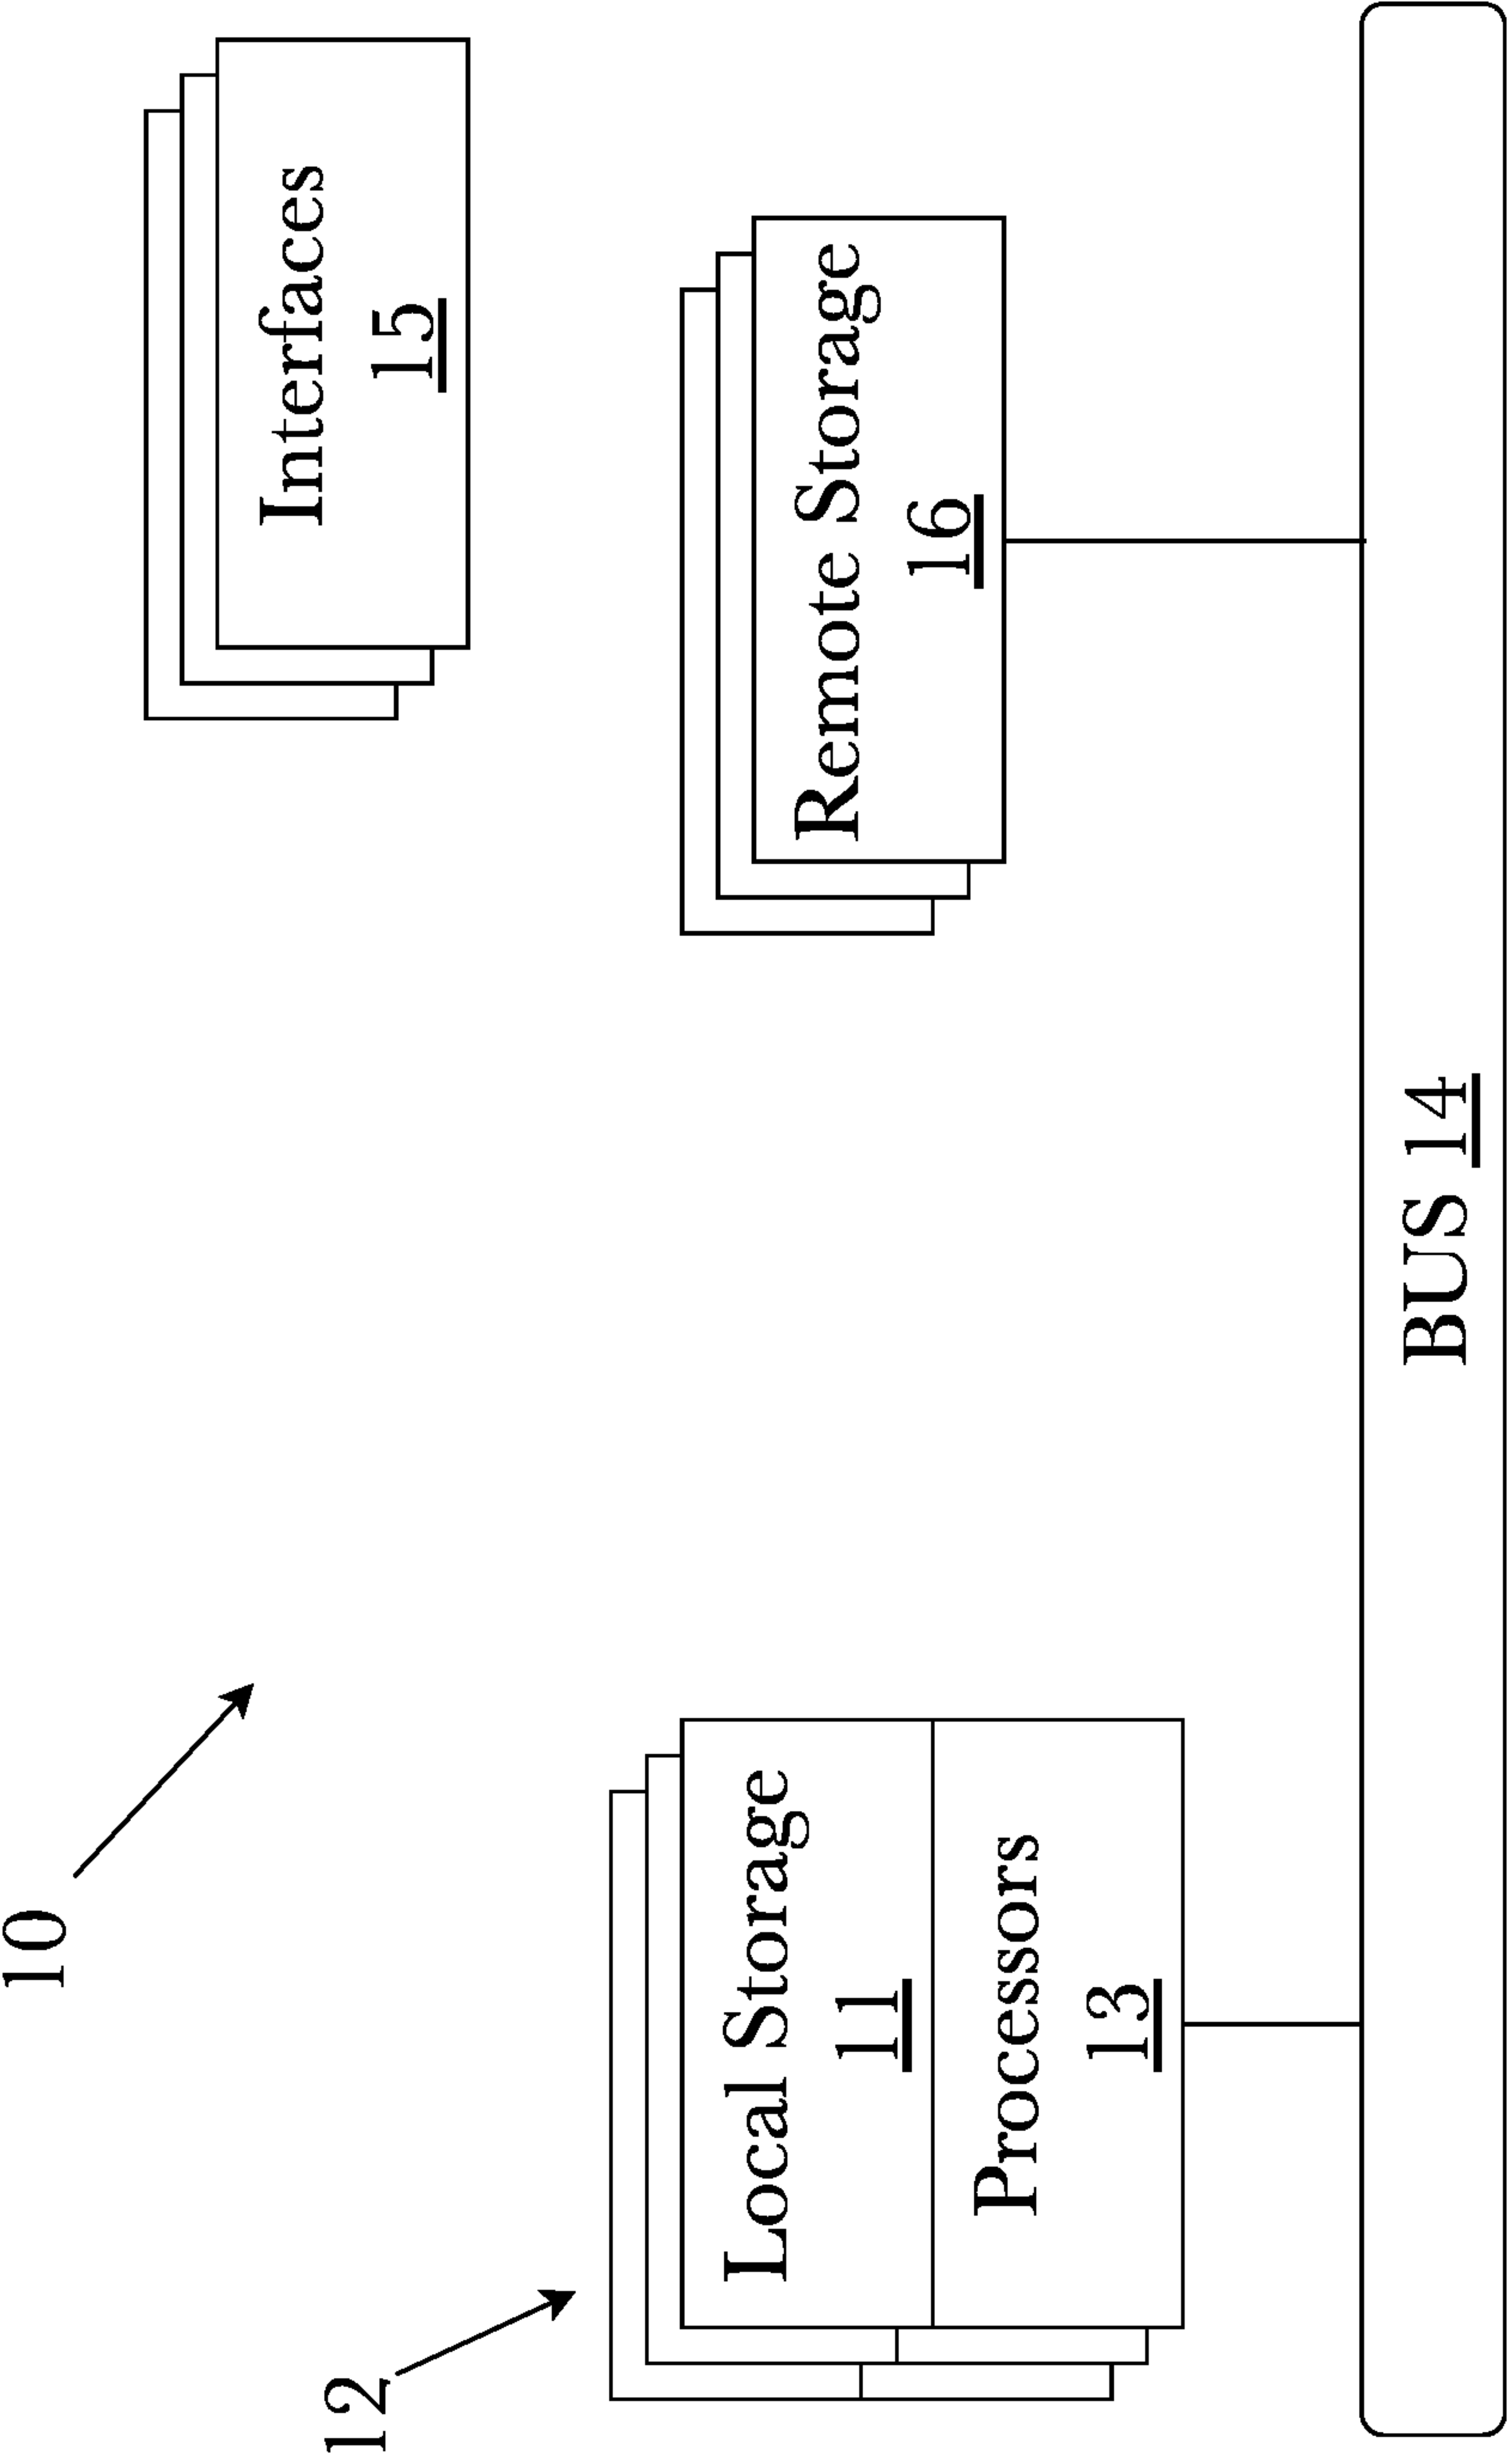 10
12
Local Storage
11
Processors
13
Interfaces
15
Remote Storage
16
BUS 14